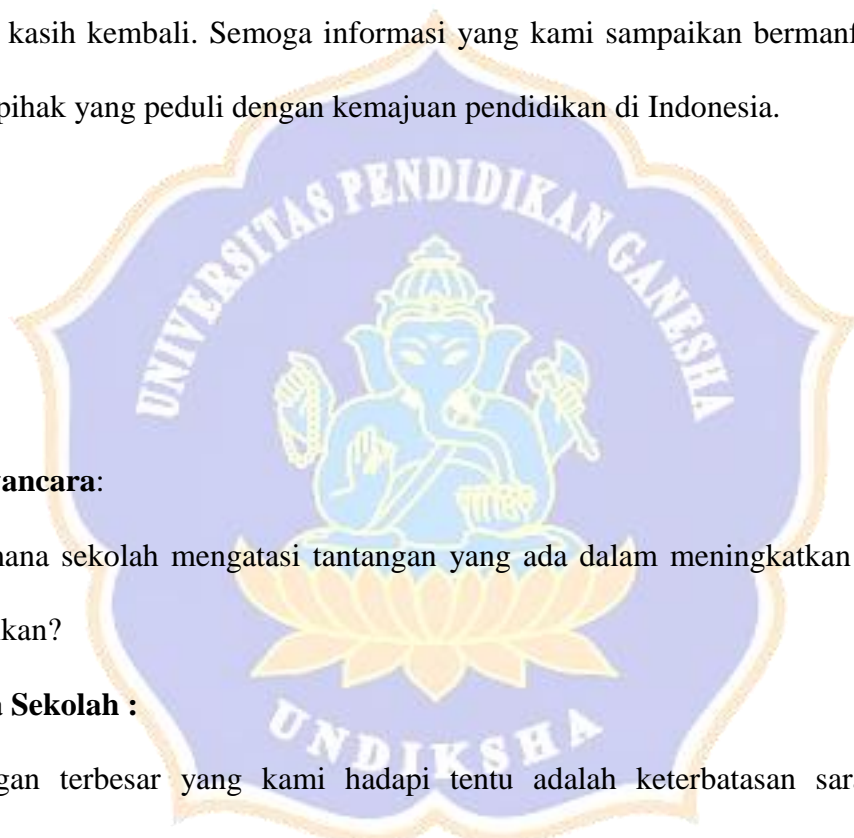 kasih kembali. Semoga informasi yang kami sampaikan bermanf
pihak yang peduli dengan kemajuan pendidikan di Indonesia.
UNIVERSITAS PENDIDIKAN GANESHA
vancara:
nana sekolah mengatasi tantangan yang ada dalam meningkatkan
kan?
Sekolah :
UNDIKSHA
gan terbesar yang kami hadapi tentu adalah keterbatasan sara